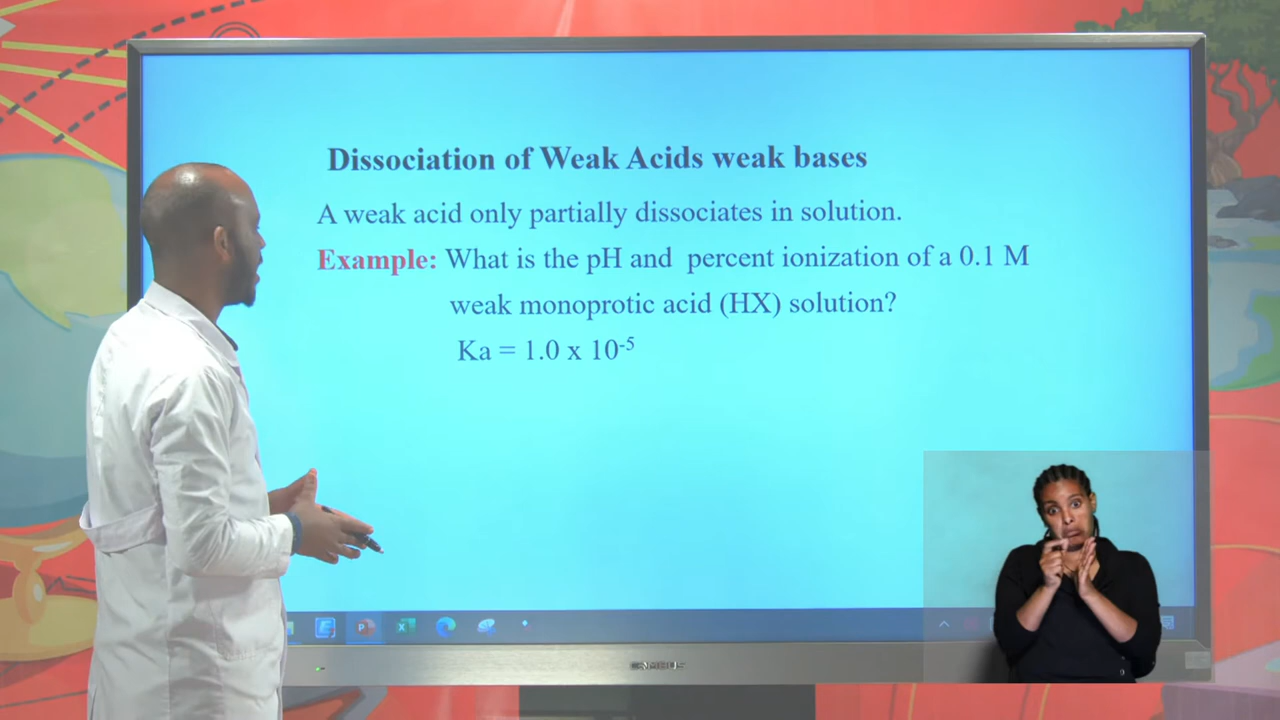 Dissociation of Weak Acids weak bases
A weak acid only partially dissociates in solution.
Example: What is the pH and percent ionization of a 0.1 M
weak monoprotic acid (HX) solution?
Ka = 1.0 x 10⁻⁵